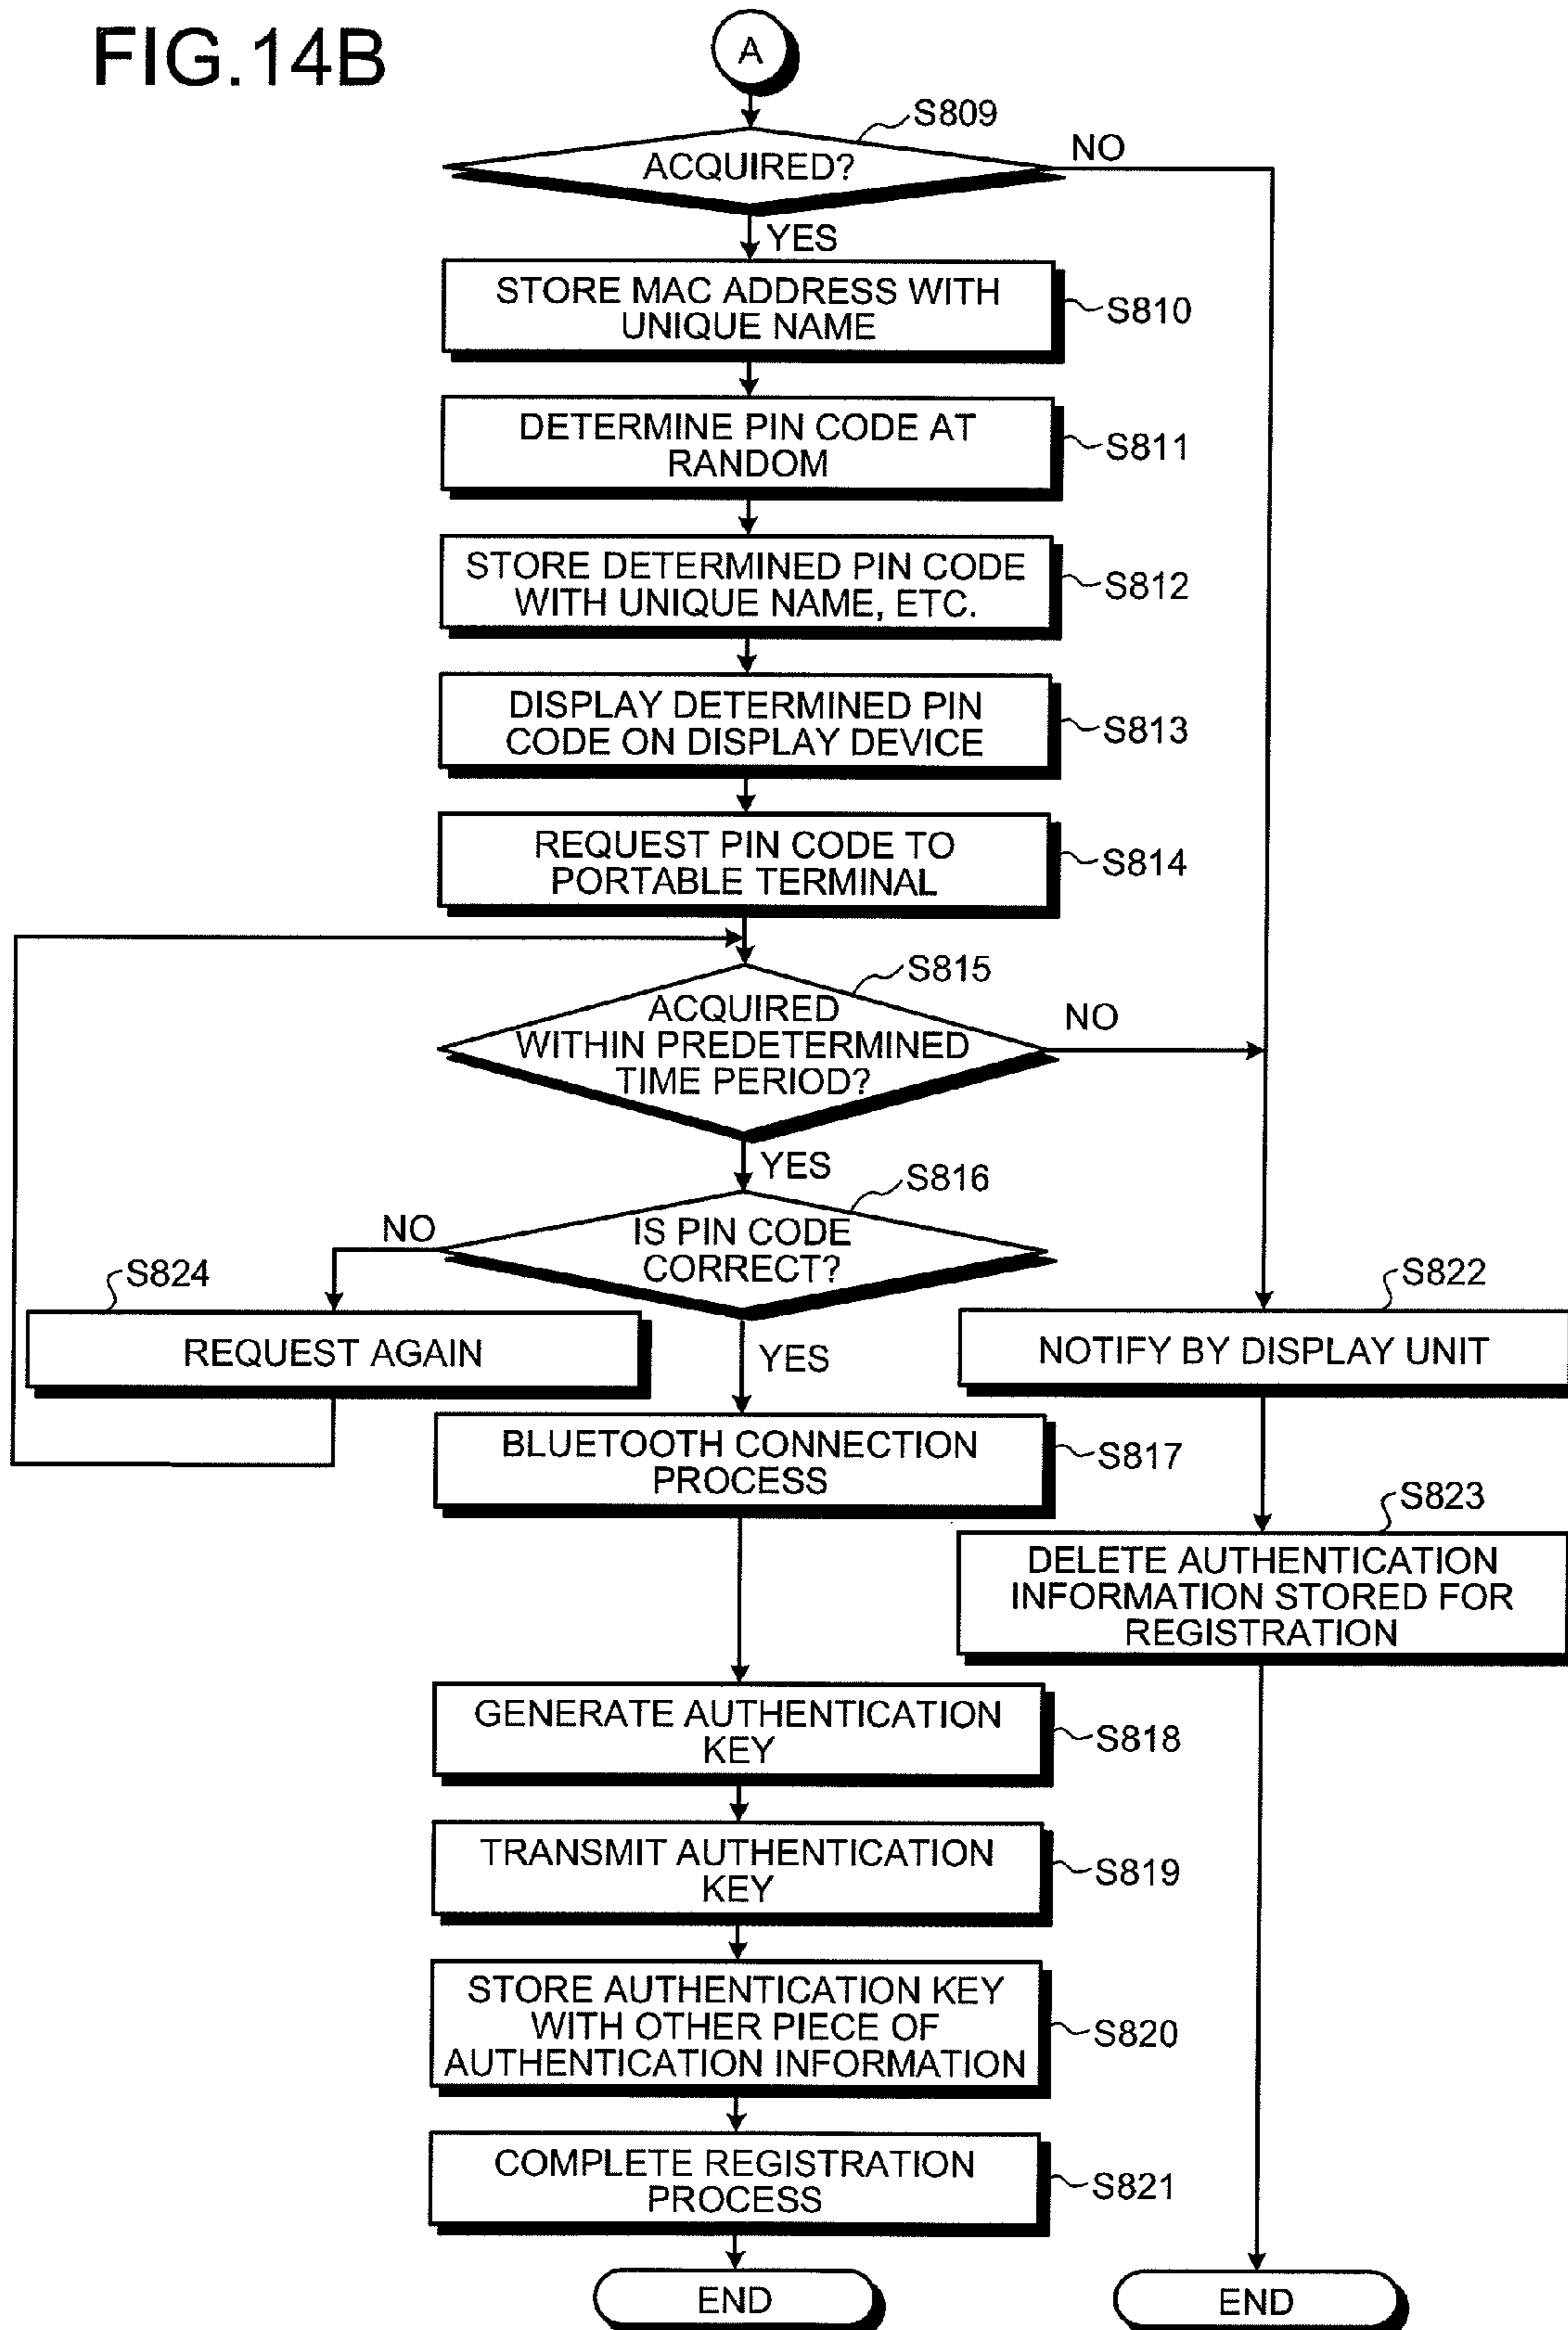 FIG.14B
A
S809
ACQUIRED?
NO
YES
STORE MAC ADDRESS WITH
UNIQUE NAME
S810
DETERMINE PIN CODE AT
RANDOM
S811
STORE DETERMINED PIN CODE
WITH UNIQUE NAME, ETC.
S812
DISPLAY DETERMINED PIN
CODE ON DISPLAY DEVICE
S813
REQUEST PIN CODE TO
PORTABLE TERMINAL
S814
S815
ACQUIRED
WITHIN PREDETERMINED
TIME PERIOD?
NO
YES
S816
IS PIN CODE
CORRECT?
NO
YES
S824
REQUEST AGAIN
S822
NOTIFY BY DISPLAY UNIT
BLUETOOTH CONNECTION
PROCESS
S817
S823
DELETE AUTHENTICATION
INFORMATION STORED FOR
REGISTRATION
GENERATE AUTHENTICATION
KEY
S818
TRANSMIT AUTHENTICATION
KEY
S819
STORE AUTHENTICATION KEY
WITH OTHER PIECE OF
AUTHENTICATION INFORMATION
S820
COMPLETE REGISTRATION
PROCESS
S821
END
END